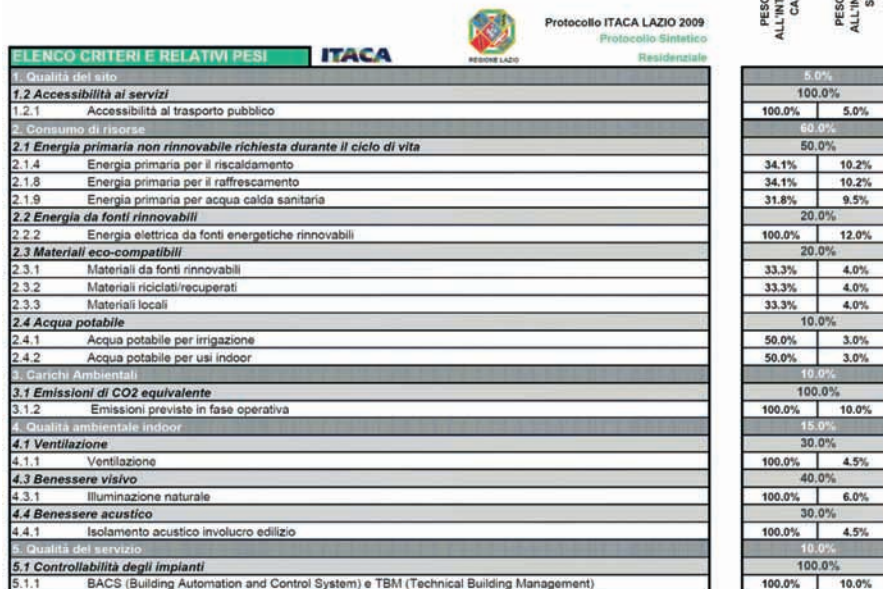 PESO
ALL'INT
CA
PESO
ALL'IN
S
Protocollo ITACA LAZIO 2009
Protocollo Sintetico
Residenziale
REGIONE LAZIO
ELENCO CRITERI E RELATIVI PESI ITACA
1. Qualità del sito 5.0%
1.2 Accessibilità ai servizi 100.0%
1.2.1 Accessibilità al trasporto pubblico 100.0% 5.0%
2. Consumo di risorse 60.0%
2.1 Energia primaria non rinnovabile richiesta durante il ciclo di vita 50.0%
2.1.4 Energia primaria per il riscaldamento 34.1% 10.2%
2.1.8 Energia primaria per il raffrescamento 34.1% 10.2%
2.1.9 Energia primaria per acqua calda sanitaria 31.8% 9.5%
2.2 Energia da fonti rinnovabili 20.0%
2.2.2 Energia elettrica da fonti energetiche rinnovabili 100.0% 12.0%
2.3 Materiali eco-compatibili 20.0%
2.3.1 Materiali da fonti rinnovabili 33.3% 4.0%
2.3.2 Materiali riciclati/recuperati 33.3% 4.0%
2.3.3 Materiali locali 33.3% 4.0%
2.4 Acqua potabile 10.0%
2.4.1 Acqua potabile per irrigazione 50.0% 3.0%
2.4.2 Acqua potabile per usi indoor 50.0% 3.0%
3. Carichi Ambientali 10.0%
3.1 Emissioni di CO2 equivalente 100.0%
3.1.2 Emissioni previste in fase operativa 100.0% 10.0%
4. Qualità ambientale indoor 15.0%
4.1 Ventilazione 30.0%
4.1.1 Ventilazione 100.0% 4.5%
4.3 Benessere visivo 40.0%
4.3.1 Illuminazione naturale 100.0% 6.0%
4.4 Benessere acustico 30.0%
4.4.1 Isolamento acustico involucro edilizio 100.0% 4.5%
5. Qualità del servizio 10.0%
5.1 Controllabilità degli impianti 100.0%
5.1.1 BACS (Building Automation and Control System) e TBM (Technical Building Management) 100.0% 10.0%